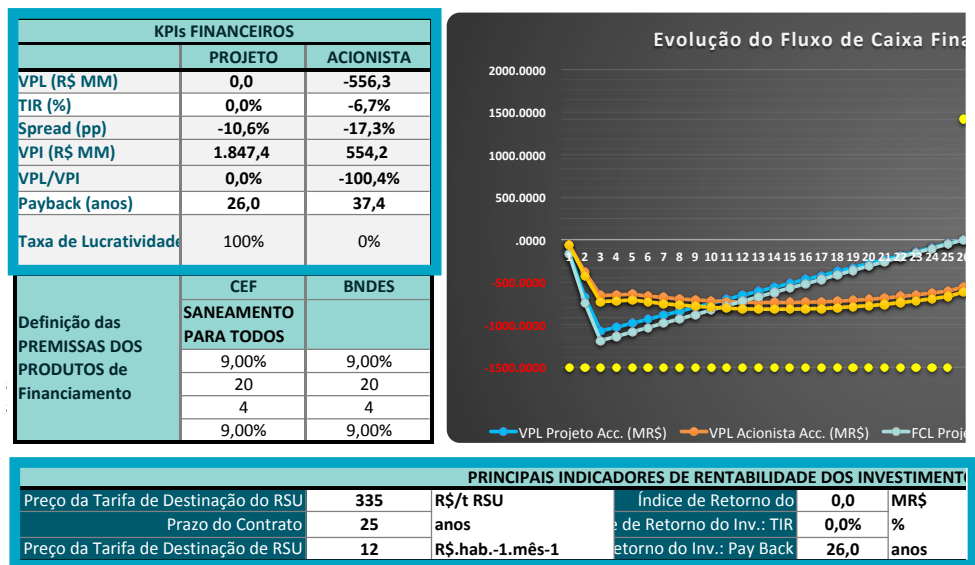 KPIs FINANCEIROS
PROJETO ACIONISTA
VPL (R$ MM) 0,0 -556,3
TIR (%) 0,0% -6,7%
Spread (pp) -10,6% -17,3%
VPI (R$ MM) 1.847,4 554,2
VPL/VPI 0,0% -100,4%
Payback (anos) 26,0 37,4
Taxa de Lucratividade 100% 0%
CEF BNDES
SANEAMENTO
PARA TODOS
Definição das
PREMISSAS DOS
PRODUTOS de
Financiamento
9,00% 9,00%
20 20
4 4
9,00% 9,00%
Evolução do Fluxo de Caixa Fina
2000.0000
1500.0000
1000.0000
500.0000
.0000
1 2 3 4 5 6 7 8 9 10 11 12 13 14 15 16 17 18 19 20 21 22 23 24 25 26
-500.0000
-1000.0000
-1500.0000
VPL Projeto Acc. (MR$) VPL Acionista Acc. (MR$) FCL Proje
PRINCIPAIS INDICADORES DE RENTABILIDADE DOS INVESTIMENT
Preço da Tarifa de Destinação do RSU 335 R$/t RSU Índice de Retorno do 0,0 MR$
Prazo do Contrato 25 anos de Retorno do Inv.: TIR 0,0% %
Preço da Tarifa de Destinação de RSU 12 R$.hab.-1.mês-1 etorno do Inv.: Pay Back 26,0 anos